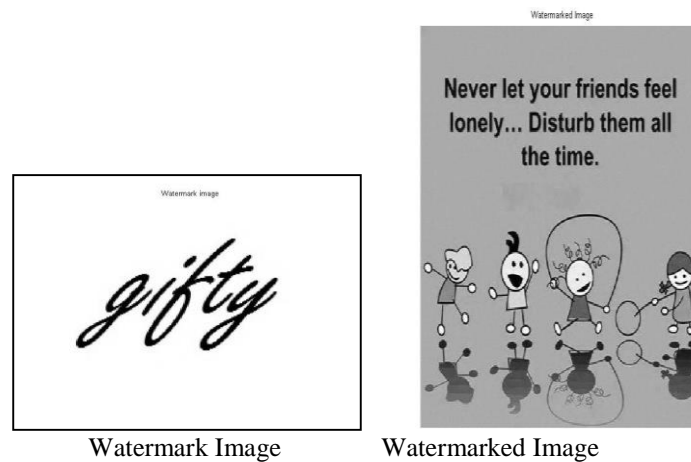 Watermarked Image
Never let your friends feel
lonely... Disturb them all
the time.
Watermark image
gifty
Watermark Image
Watermarked Image